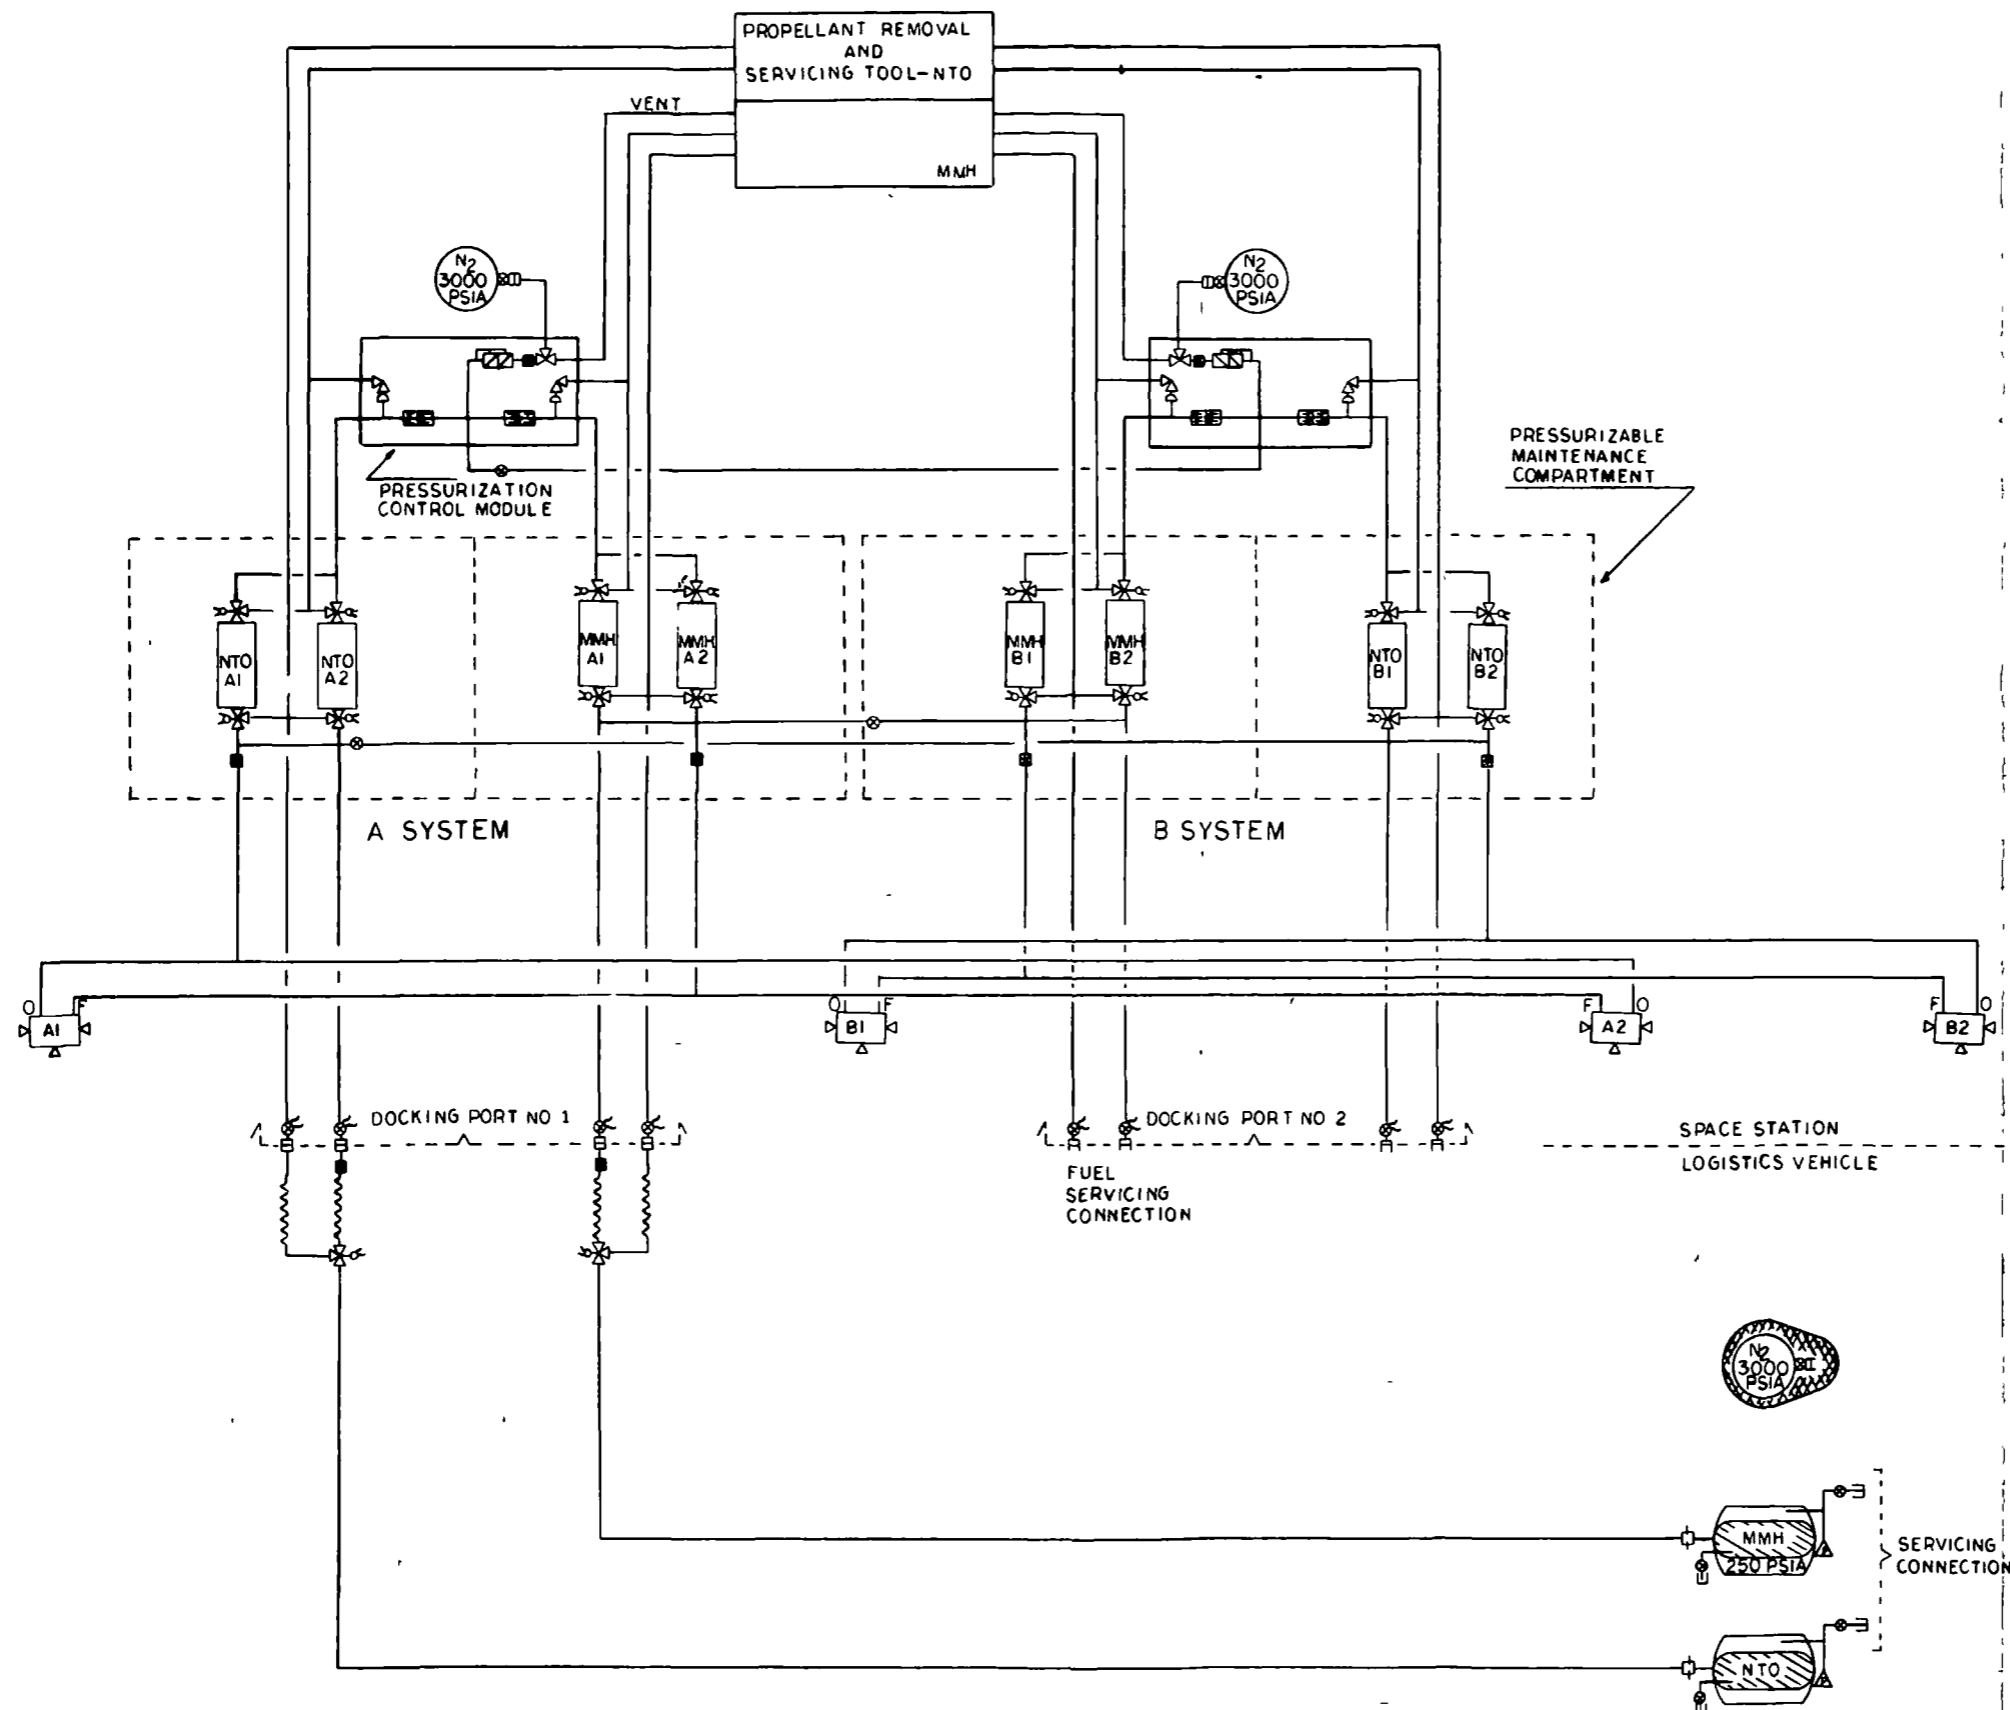 PROPELLANT REMOVAL
AND
SERVICING TOOL-NTO
VENT
MMH
N2
3000
PSIA
N2
3000
PSIA
PRESSURIZATION
CONTROL MODULE
PRESSURIZABLE
MAINTENANCE
COMPARTMENT
NTO
A1
NTO
A2
MMH
A1
MMH
A2
MMH
B1
MMH
B2
NTO
B1
NTO
B2
A SYSTEM
B SYSTEM
O
F
A1
O
F
B1
F
O
A2
F
O
B2
DOCKING PORT NO 1
DOCKING PORT NO 2
SPACE STATION
LOGISTICS VEHICLE
FUEL
SERVICING
CONNECTION
N2
3000
PSIA
MMH
250 PSIA
SERVICING
CONNECTION
NTO